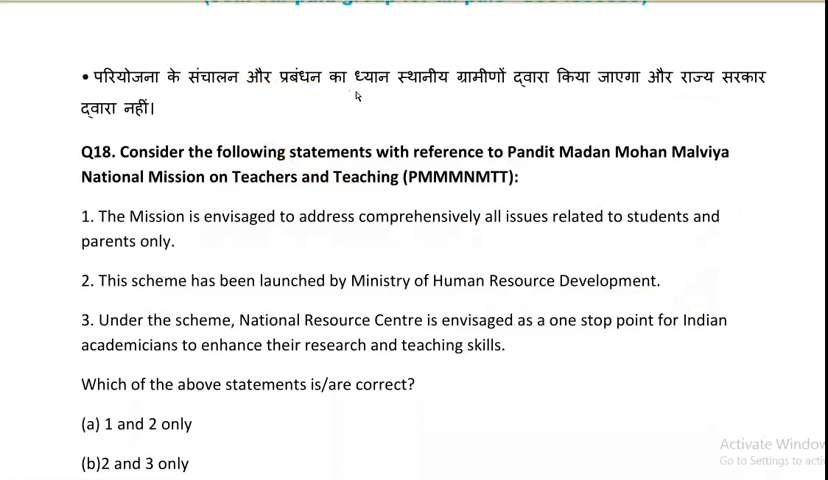 • परियोजना के संचालन और प्रबंधन का ध्यान स्थानीय ग्रामीणों द्वारा किया जाएगा और राज्य सरकार
द्वारा नहीं।
Q18. Consider the following statements with reference to Pandit Madan Mohan Malviya
National Mission on Teachers and Teaching (PMMMNMTT):
1. The Mission is envisaged to address comprehensively all issues related to students and
parents only.
2. This scheme has been launched by Ministry of Human Resource Development.
3. Under the scheme, National Resource Centre is envisaged as a one stop point for Indian
academicians to enhance their research and teaching skills.
Which of the above statements is/are correct?
(a) 1 and 2 only
Activate Window
(b)2 and 3 only
Go to Settings to acti